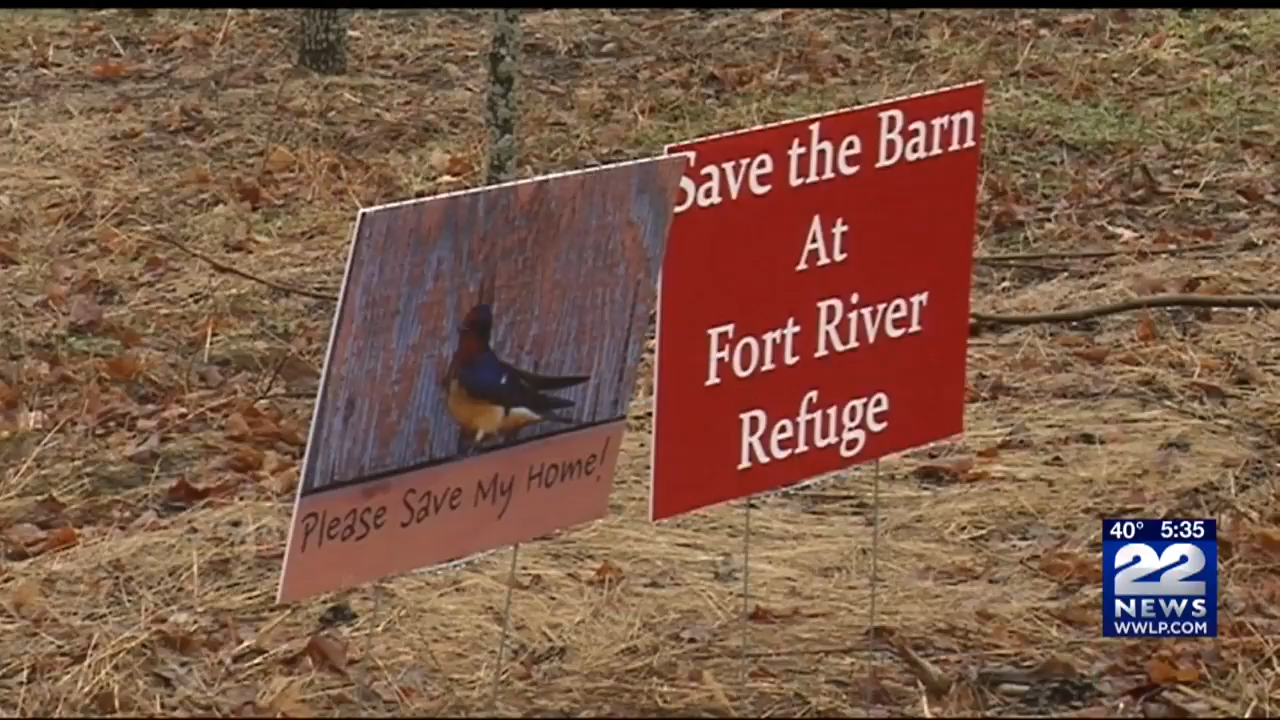 Save the Barn
At
Fort River
Refuge
Please Save My Home!
40° 5:35
22
NEWS
WWLP.COM